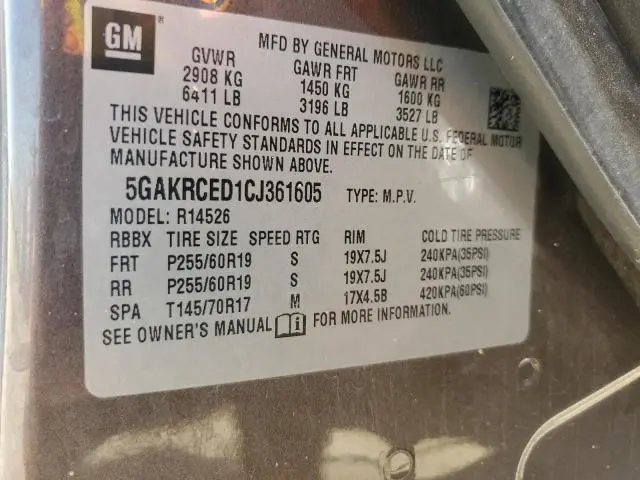 GM
®
MFD BY GENERAL MOTORS LLC
GVWR GAWR FRT GAWR RR
2908 KG 1450 KG 1600 KG
6411 LB 3196 LB 3527 LB
THIS VEHICLE CONFORMS TO ALL APPLICABLE U.S. FEDERAL MOTOR
VEHICLE SAFETY STANDARDS IN EFFECT ON THE DATE OF
MANUFACTURE SHOWN ABOVE.
5GAKRCED1CJ361605 TYPE: M.P.V.
MODEL: R14526
RBBX TIRE SIZE SPEED RTG RIM COLD TIRE PRESSURE
FRT P255/60R19 S 19X7.5J 240KPA(35PSI)
RR P255/60R19 S 19X7.5J 240KPA(35PSI)
SPA T145/70R17 M 17X4.5B 420KPA(60PSI)
SEE OWNER'S MANUAL i FOR MORE INFORMATION.